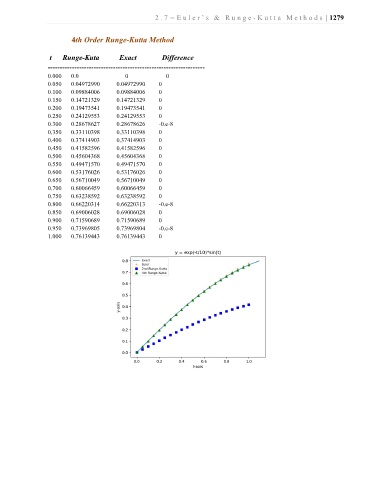 2.7–Euler's & Runge-Kutta Methods | 1279
4th Order Runge-Kutta Method
t Runge-Kuta Exact Difference
0.000 0.0 0 0
0.050 0.04972990 0.04972990 0
0.100 0.09884006 0.09884006 0
0.150 0.14721329 0.14721329 0
0.200 0.19473541 0.19473541 0
0.250 0.24129553 0.24129553 0
0.300 0.28678627 0.28678626 -0.e-8
0.350 0.33110398 0.33110398 0
0.400 0.37414903 0.37414903 0
0.450 0.41582596 0.41582596 0
0.500 0.45604368 0.45604368 0
0.550 0.49471570 0.49471570 0
0.600 0.53176026 0.53176026 0
0.650 0.56710049 0.56710049 0
0.700 0.60066459 0.60066459 0
0.750 0.63238592 0.63238592 0
0.800 0.66220314 0.66220313 -0.e-8
0.850 0.69006028 0.69006028 0
0.900 0.71590689 0.71590689 0
0.950 0.73969805 0.73969804 -0.e-8
1.000 0.76139443 0.76139443 0
y = exp(-t/10)*sin(t)
Exact
Euler
2nd Runge-Kutta
4th Runge-Kutta
0.8
0.7
0.6
0.5
0.4
0.3
0.2
0.1
0.0
y-axis
0.0 0.2 0.4 0.6 0.8 1.0